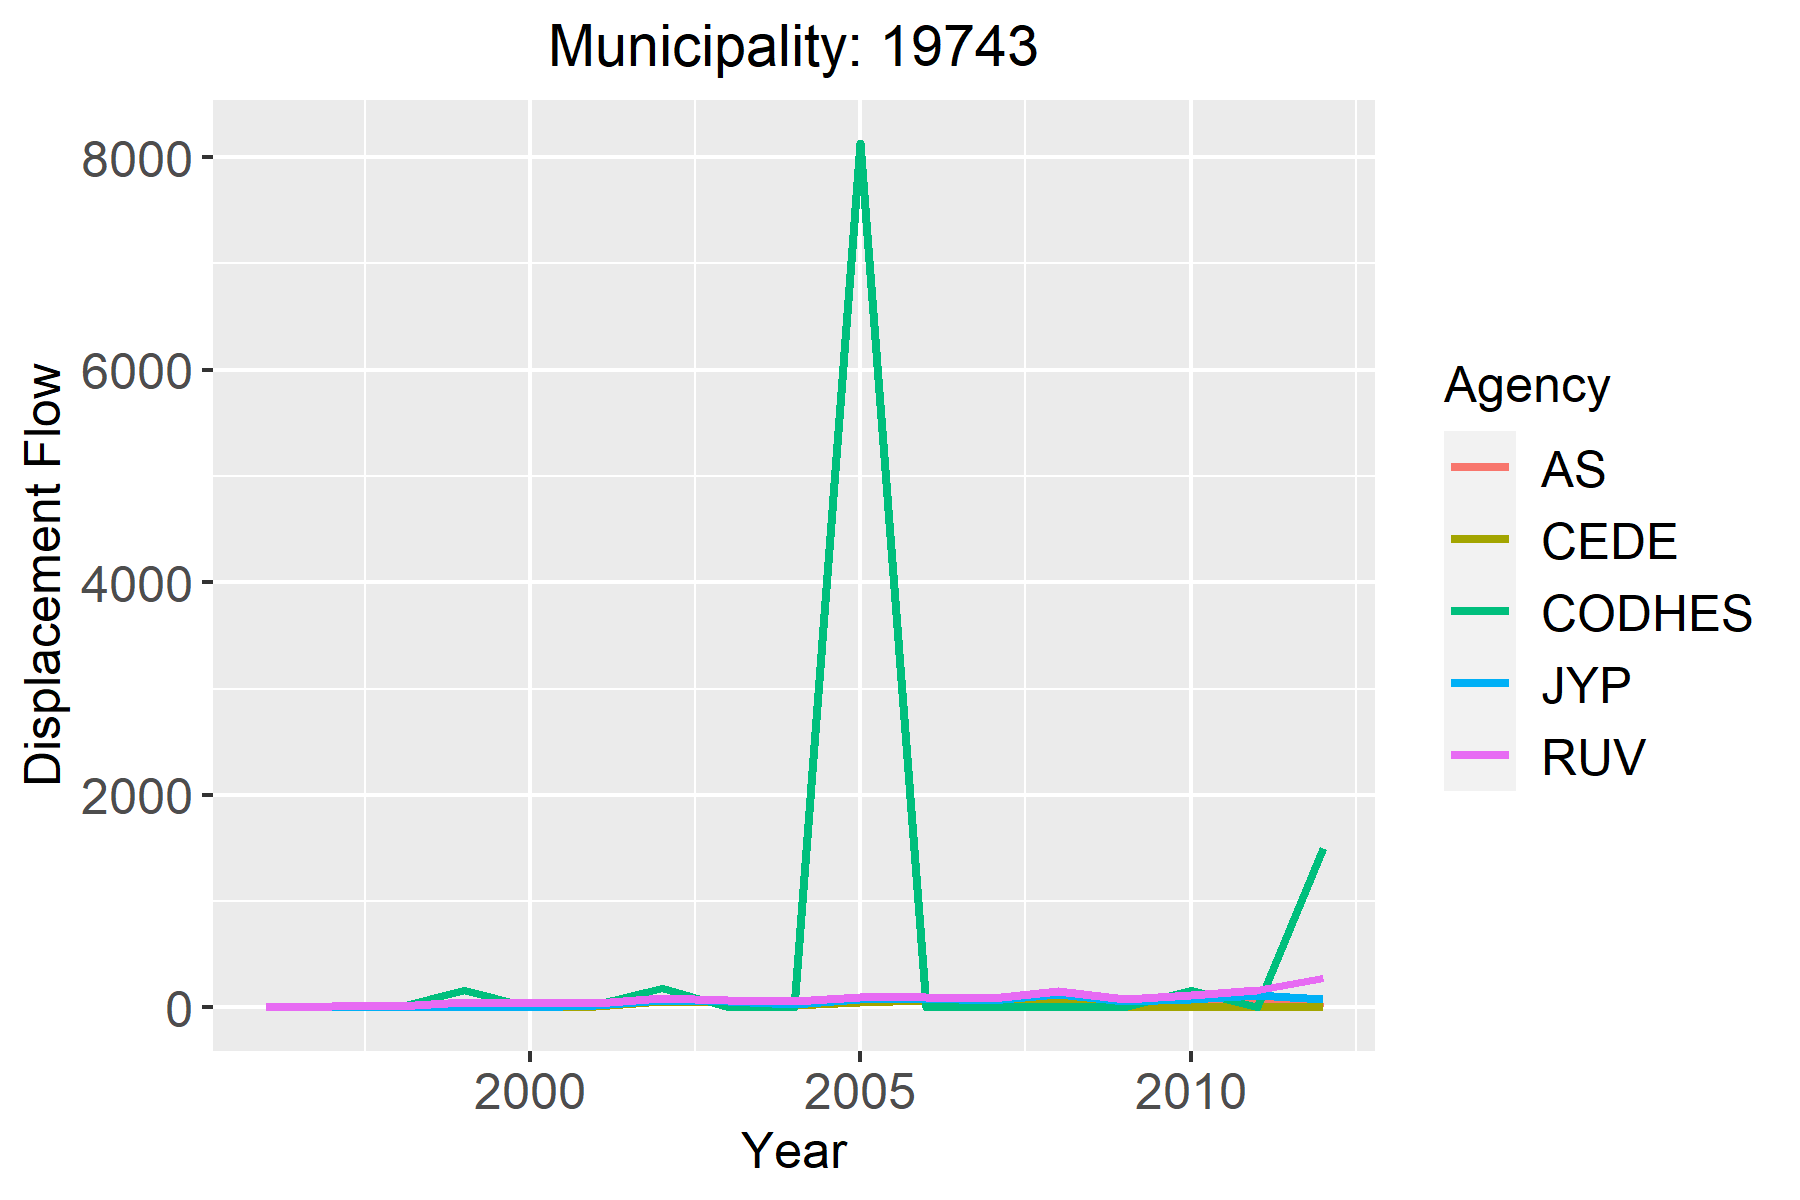 Municipality: 19743
Displacement Flow
8000
6000
4000
2000
0
2000
2005
2010
Year
Agency
AS
CEDE
CODHES
JYP
RUV